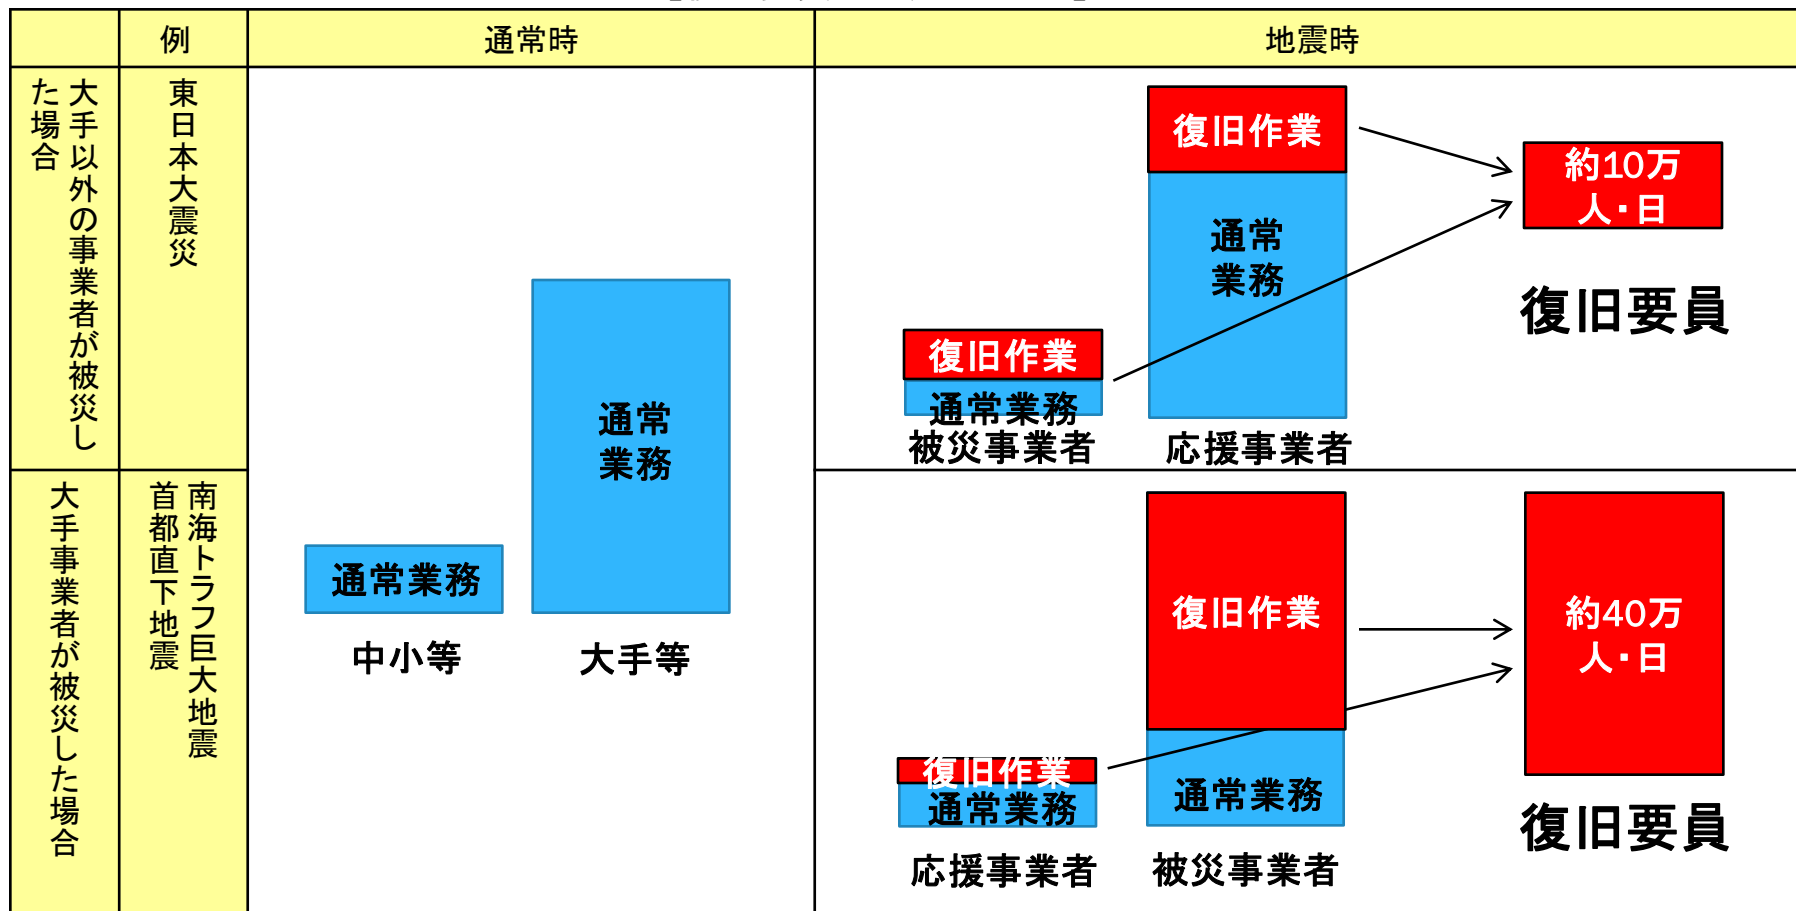 例
通常時
地震時
大手以外の事業者が被災し
た場合
東日本大震災
復旧作業
通常
業務
復旧作業
通常業務
被災事業者
応援事業者
約10万
人・日
復旧要員
通常業務
中小等
通常
業務
大手等
大手事業者が被災した場合
南海トラフ巨大地震
首都直下地震
復旧作業
通常業務
復旧作業
通常業務
応援事業者
被災事業者
約40万
人・日
復旧要員